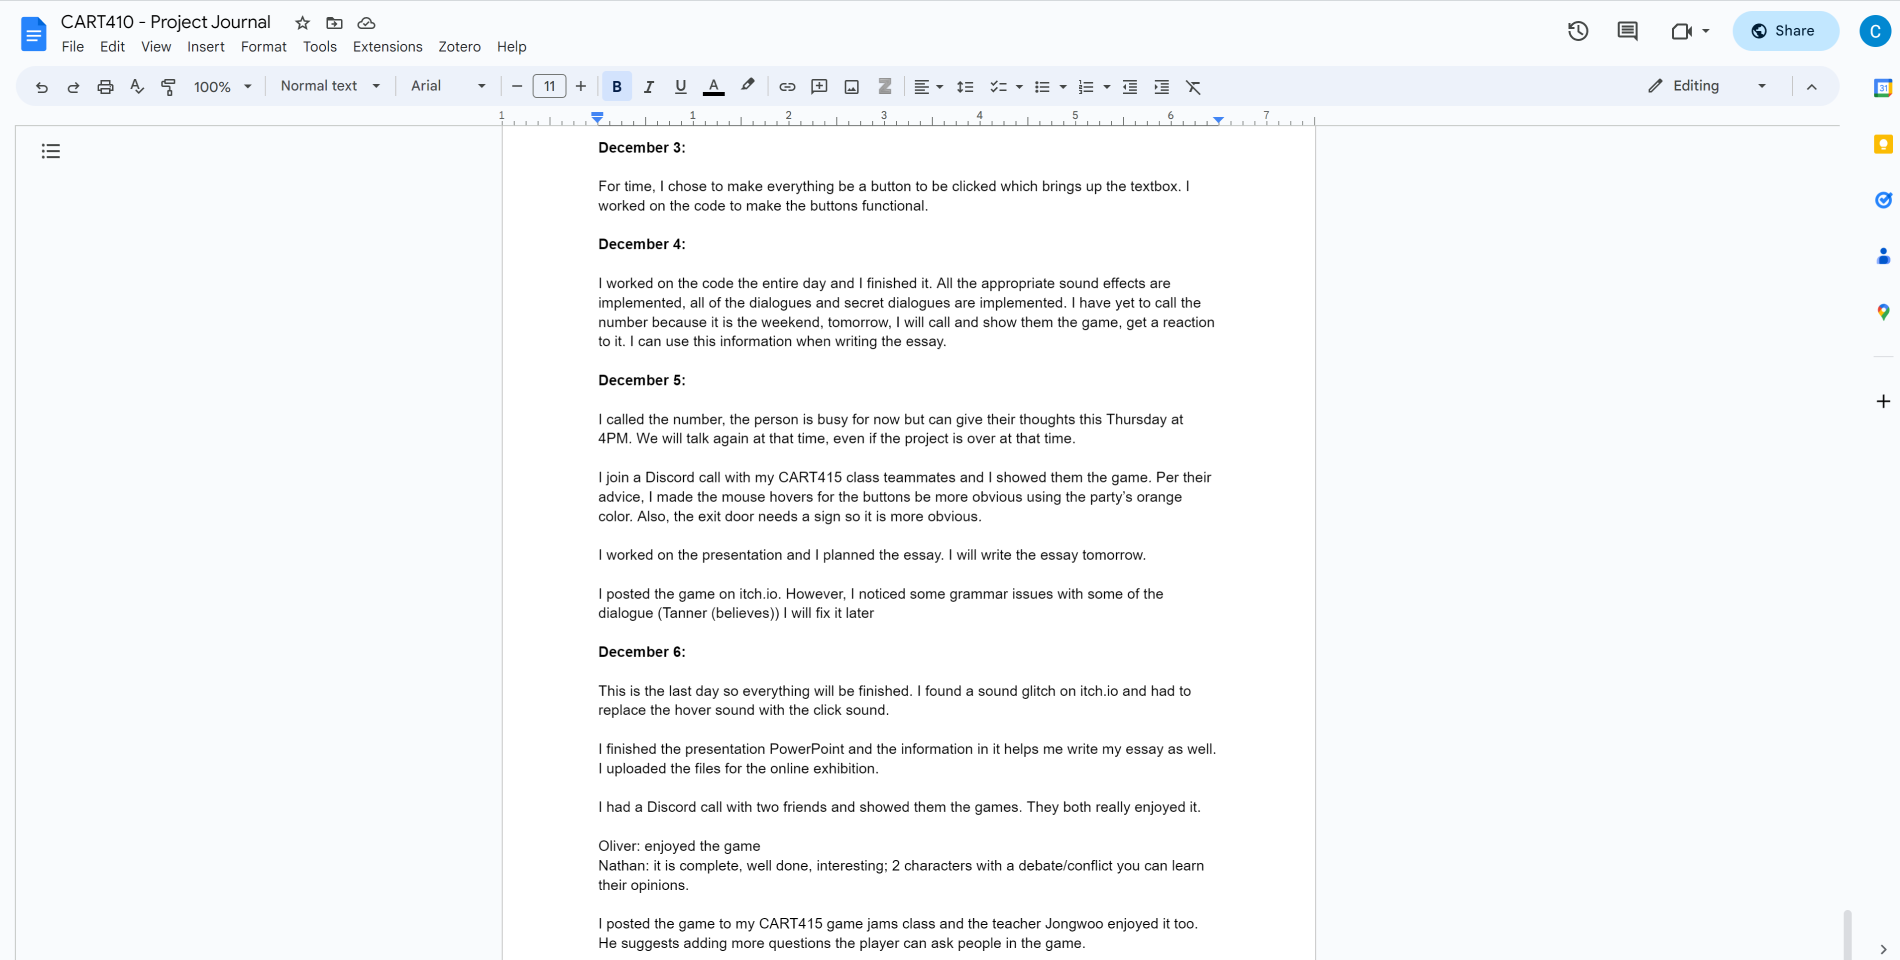 CART410 - Project Journal
File Edit View Insert Format Tools Extensions Zotero Help
Share
C
100% Normal text Arial 11 B I U A Z Editing
31
1 1 2 3 4 5 6 7
December 3:
For time, I chose to make everything be a button to be clicked which brings up the textbox. I
worked on the code to make the buttons functional.
December 4:
I worked on the code the entire day and I finished it. All the appropriate sound effects are
implemented, all of the dialogues and secret dialogues are implemented. I have yet to call the
number because it is the weekend, tomorrow, I will call and show them the game, get a reaction
to it. I can use this information when writing the essay.
December 5:
I called the number, the person is busy for now but can give their thoughts this Thursday at
4PM. We will talk again at that time, even if the project is over at that time.
I join a Discord call with my CART415 class teammates and I showed them the game. Per their
advice, I made the mouse hovers for the buttons be more obvious using the party’s orange
color. Also, the exit door needs a sign so it is more obvious.
I worked on the presentation and I planned the essay. I will write the essay tomorrow.
I posted the game on itch.io. However, I noticed some grammar issues with some of the
dialogue (Tanner (believes)) I will fix it later
December 6:
This is the last day so everything will be finished. I found a sound glitch on itch.io and had to
replace the hover sound with the click sound.
I finished the presentation PowerPoint and the information in it helps me write my essay as well.
I uploaded the files for the online exhibition.
I had a Discord call with two friends and showed them the games. They both really enjoyed it.
Oliver: enjoyed the game
Nathan: it is complete, well done, interesting; 2 characters with a debate/conflict you can learn
their opinions.
I posted the game to my CART415 game jams class and the teacher Jongwoo enjoyed it too.
He suggests adding more questions the player can ask people in the game.